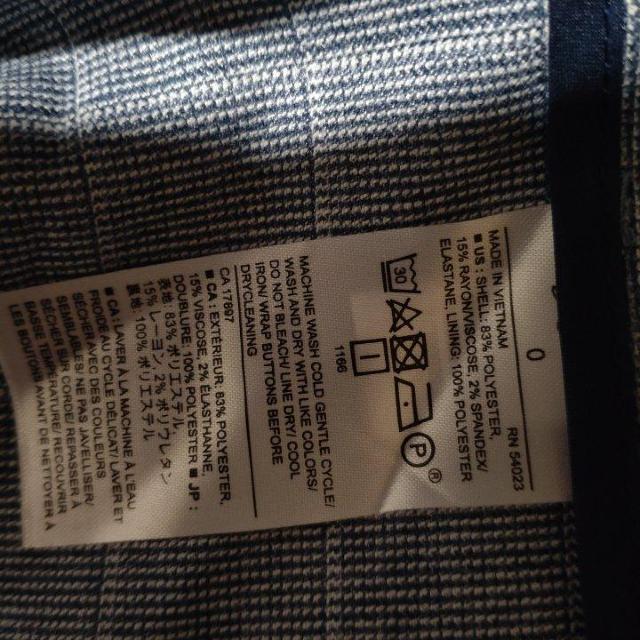 0
MADE IN VIETNAM
RN 54023
■ US : SHELL: 83% POLYESTER,
15% RAYON/VISCOSE, 2% SPANDEX/
ELASTANE. LINING: 100% POLYESTER
30
P
®
1166
MACHINE WASH COLD GENTLE CYCLE/
WASH AND DRY WITH LIKE COLORS/
DO NOT BLEACH/ LINE DRY/ COOL
IRON/ WRAP BUTTONS BEFORE
DRYCLEANING
CA 17897
■ CA : EXTÉRIEUR: 83% POLYESTER,
15% VISCOSE, 2% ÉLASTHANNE.
DOUBLURE: 100% POLYESTER ■ JP :
表地: 83% ポリエステル
15% レーヨン 2% ポリウレタン
裏地: 100% ポリエステル
■ CA : LAVER À LA MACHINE À L'EAU
FROIDE AU CYCLE DÉLICAT/ LAVER ET
SÉCHER AVEC DES COULEURS
SEMBLABLES/ NE PAS JAVELLISER/
SÉCHER SUR CORDE/ REPASSER À
BASSE TEMPÉRATURE/ RECOUVRIR
LES BOUTONS AVANT DE NETTOYER À